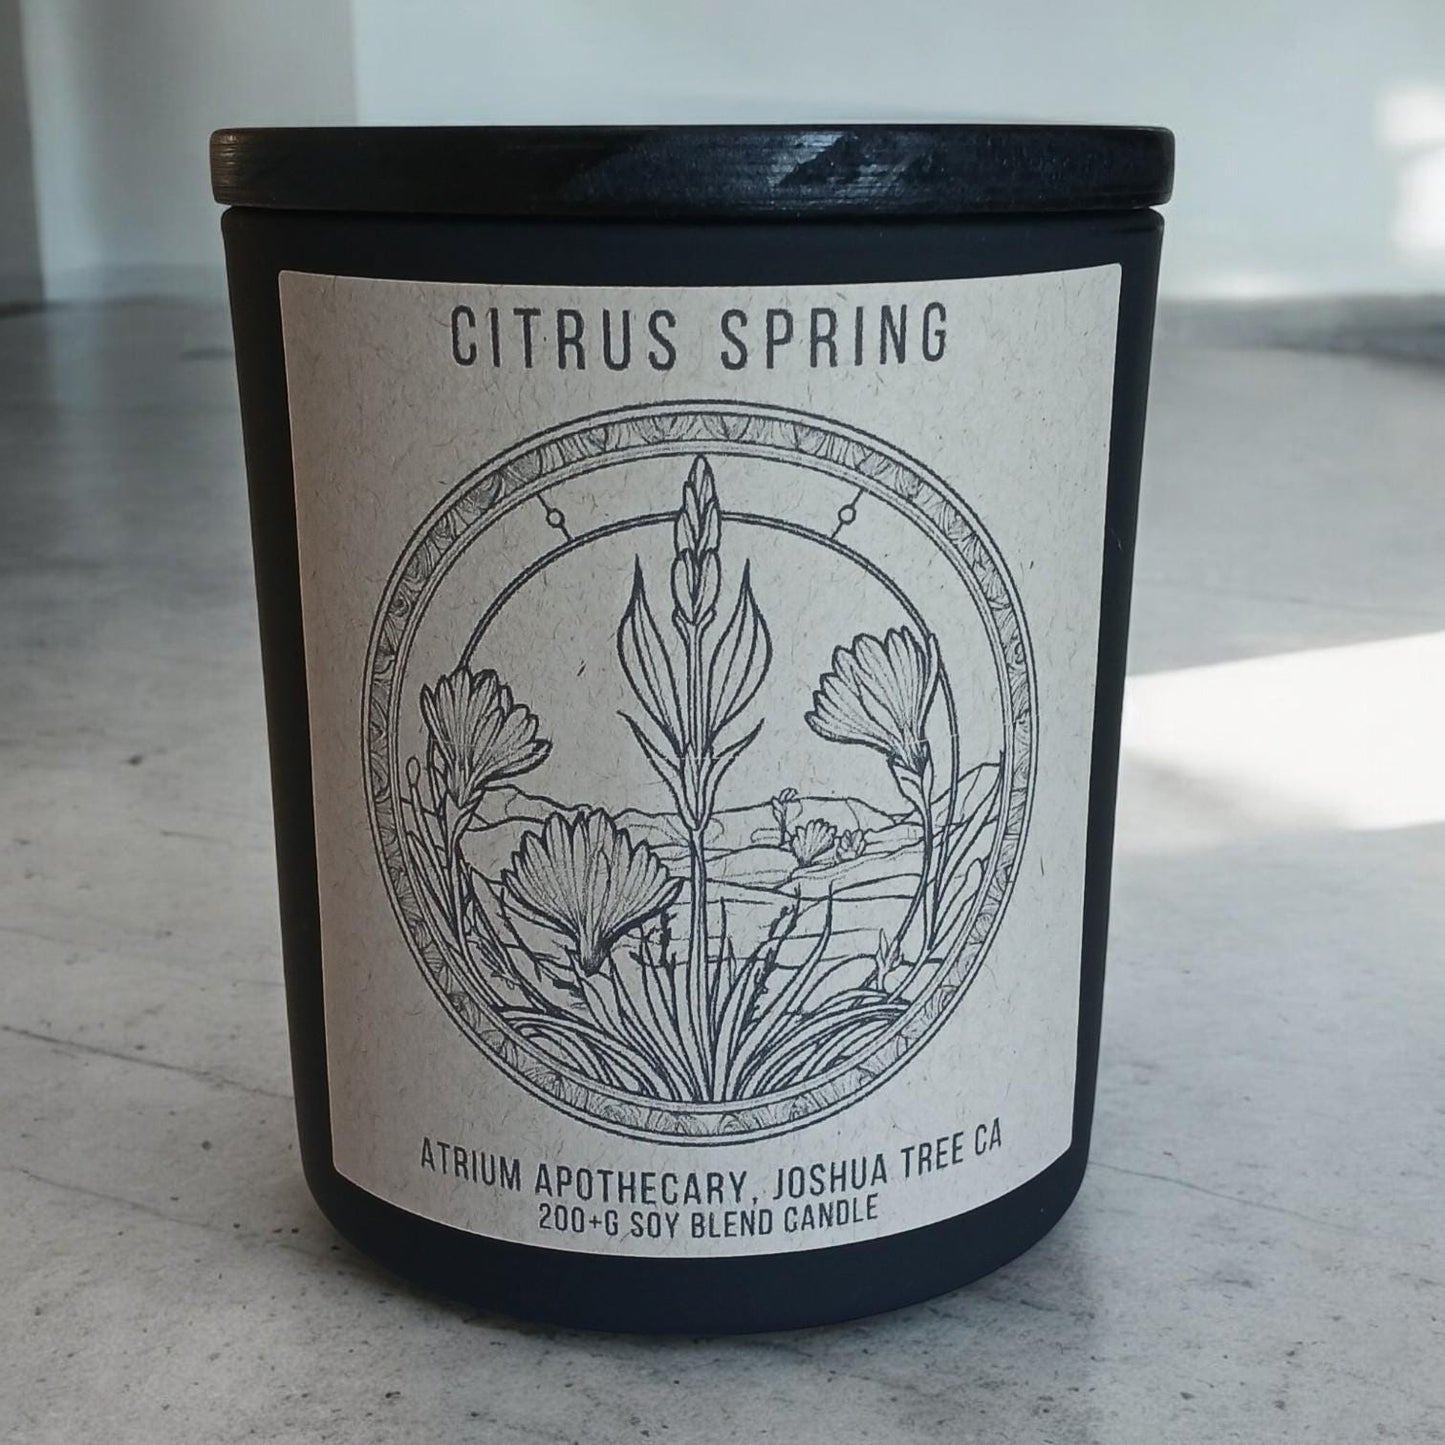 CITRUS SPRING
ATRIUM APOTHECARY, JOSHUA TREE CA
200+G SOY BLEND CANDLE